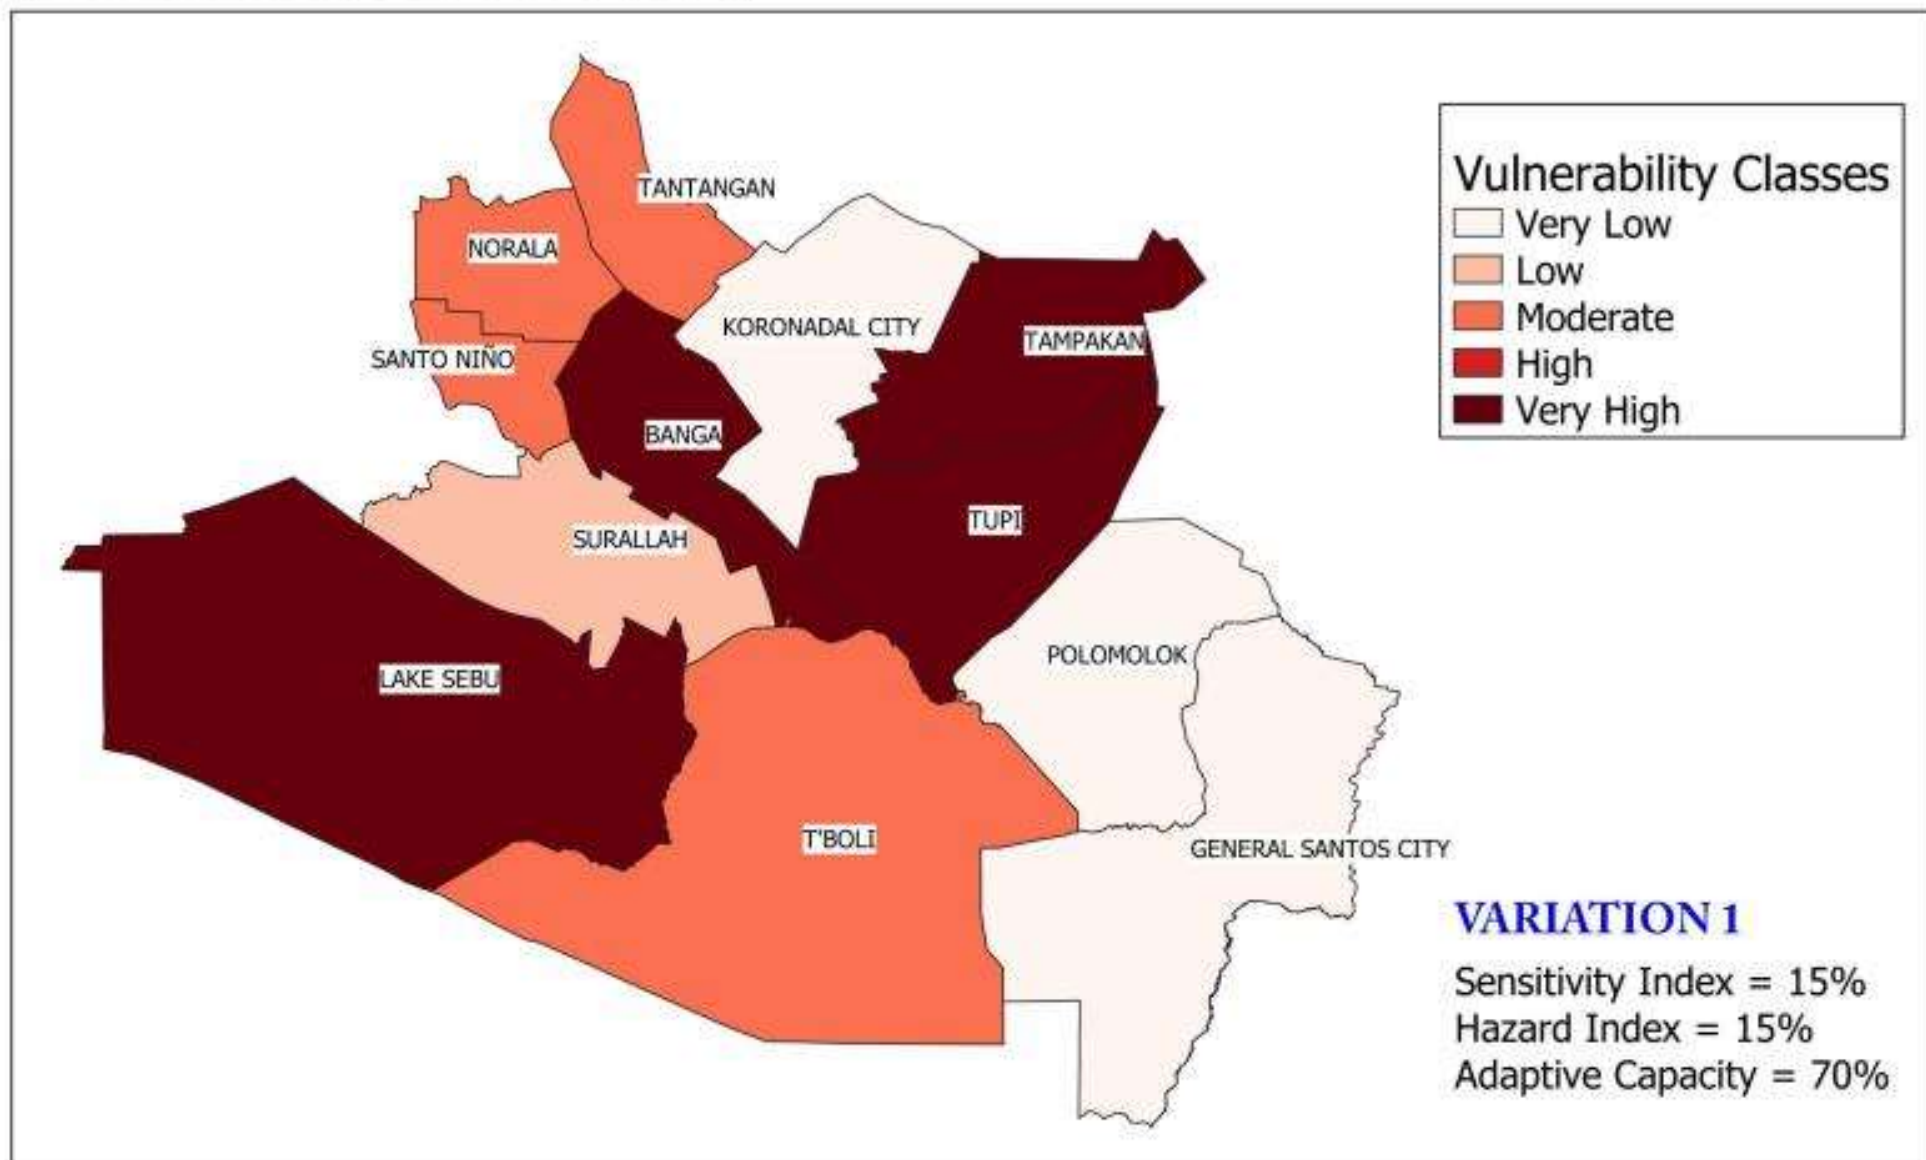 TANTANGAN
NORALA
KORONADAL CITY
TAMPAKAN
SANTO NIÑO
BANGA
TUPI
SURALLAH
POLOMOLOK
LAKE SEBU
T'BOLI
GENERAL SANTOS CITY
Vulnerability Classes
Very Low
Low
Moderate
High
Very High
VARIATION 1
Sensitivity Index = 15%
Hazard Index = 15%
Adaptive Capacity = 70%